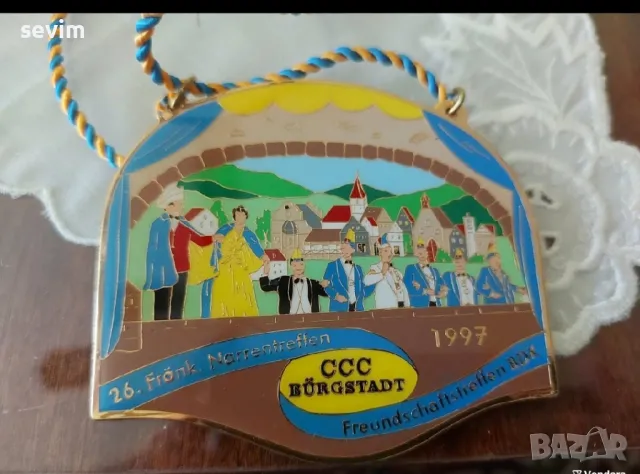 sevim
1997
26. Fränk. Narrentreffen
CCC
BÜRGSTADT
Freundschaftstreffen
BAZAR